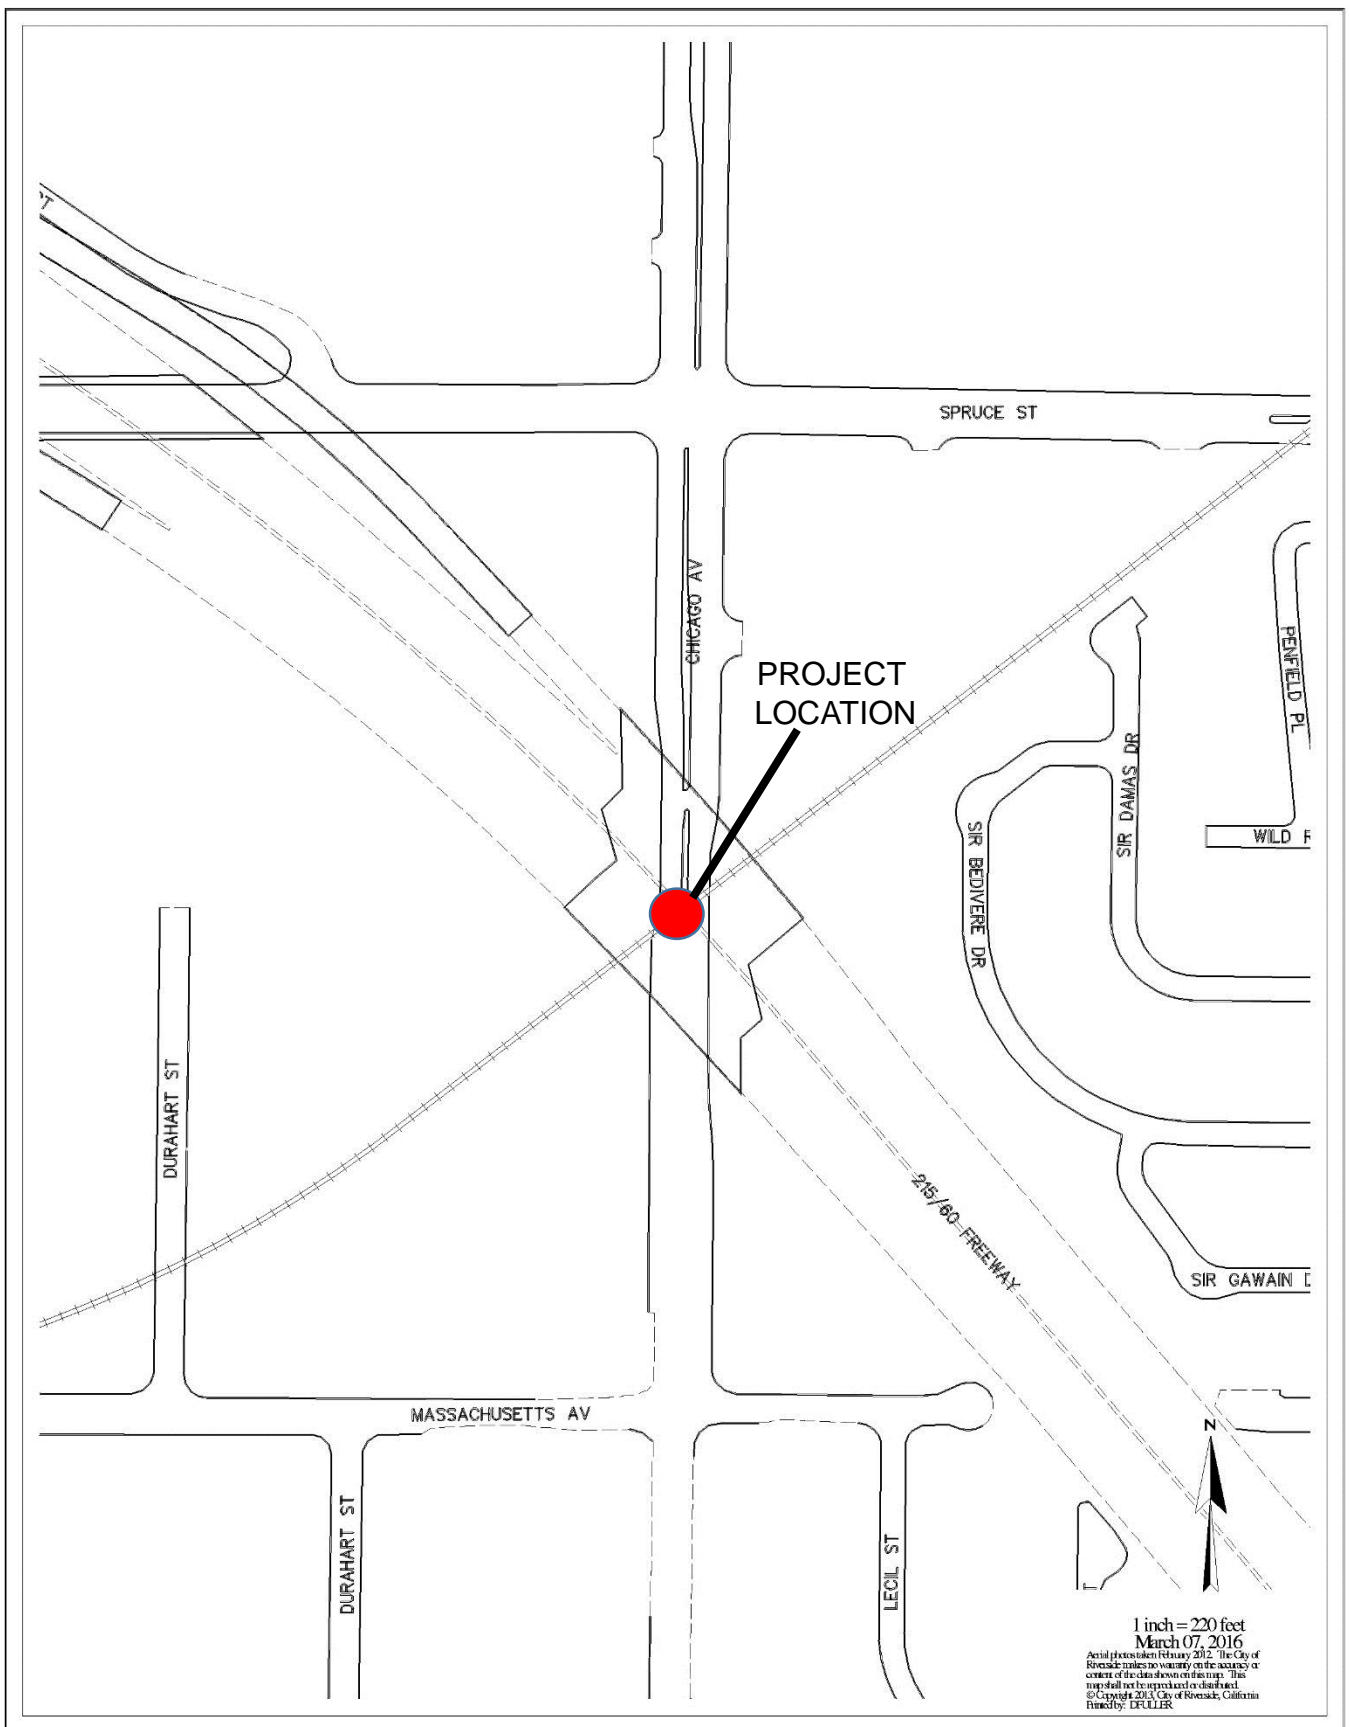 SPRUCE ST
CHICAGO AV
PROJECT
LOCATION
PENFIELD PL
SIR DAMAS DR
SIR BEDIVERE DR
WILD R
DURAHART ST
215/60 FREEWAY
SIR GAWAIN D
MASSACHUSETTS AV
N
DURAHART ST
LECIL ST
1 inch = 220 feet
March 07, 2016
Aerial photos taken February 2012. The City of
Riverside makes no warranty on the accuracy or
content of the data shown on this map. This
map shall not be reproduced or distributed.
© Copyright 2013, City of Riverside, California
Printed by: DFULLER